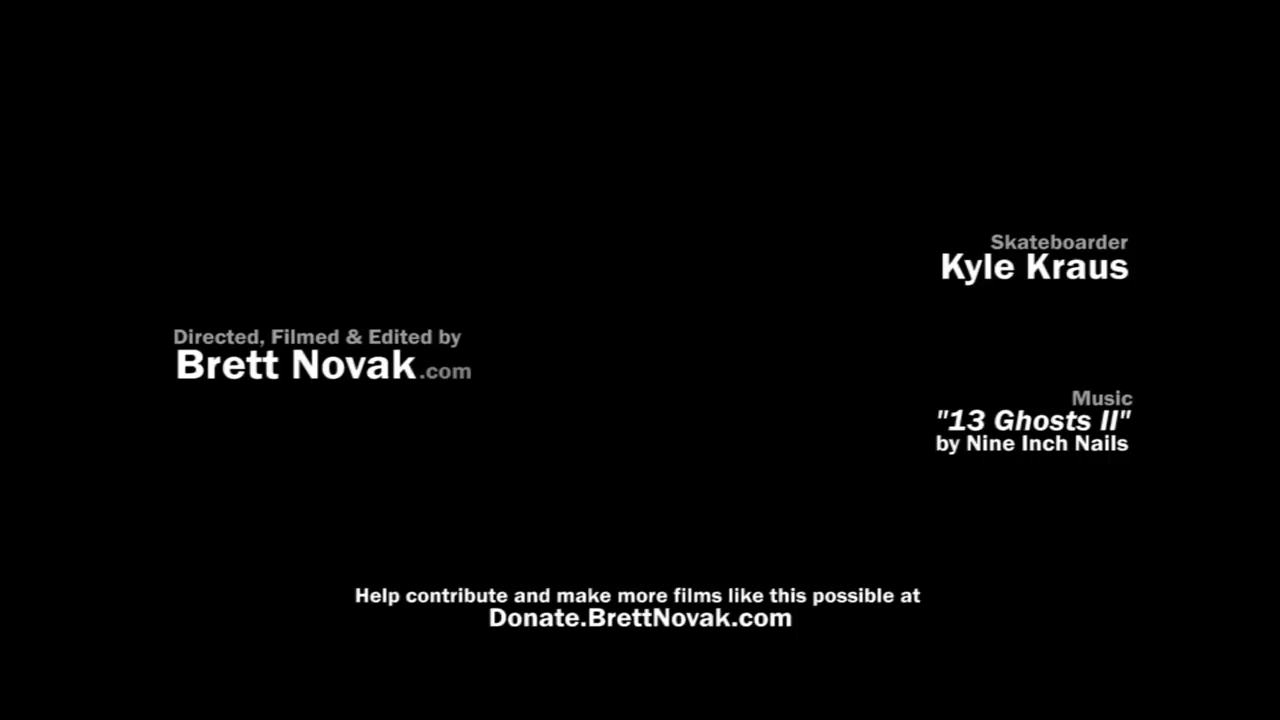 Skateboarder
Kyle Kraus
Directed, Filmed & Edited by
Brett Novak.com
Music
"13 Ghosts II"
by Nine Inch Nails
Help contribute and make more films like this possible at
Donate.BrettNovak.com